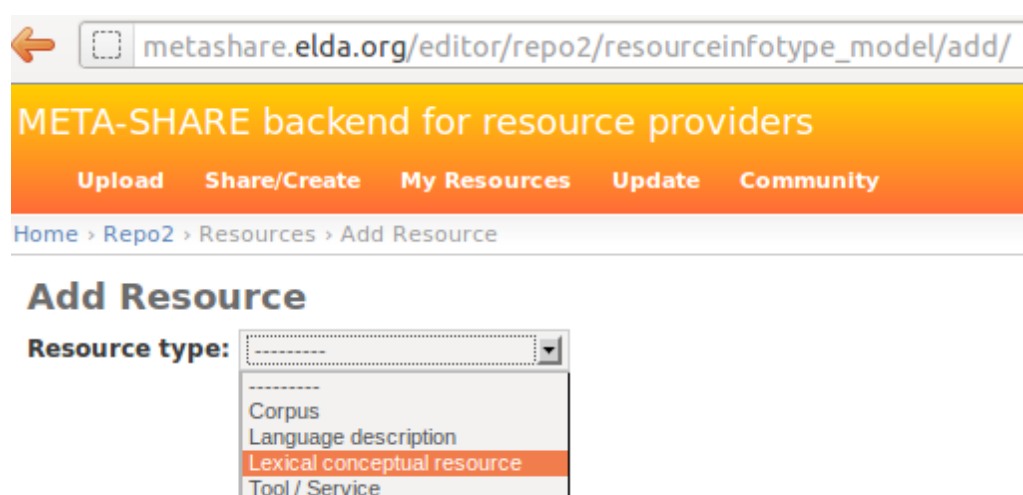 metashare.elda.org/editor/repo2/resourceinfotype_model/add/
META-SHARE backend for resource providers
Upload Share/Create My Resources Update Community
Home › Repo2 › Resources › Add Resource
Add Resource
Resource type: ---------
---------
Corpus
Language description
Lexical conceptual resource
Tool / Service